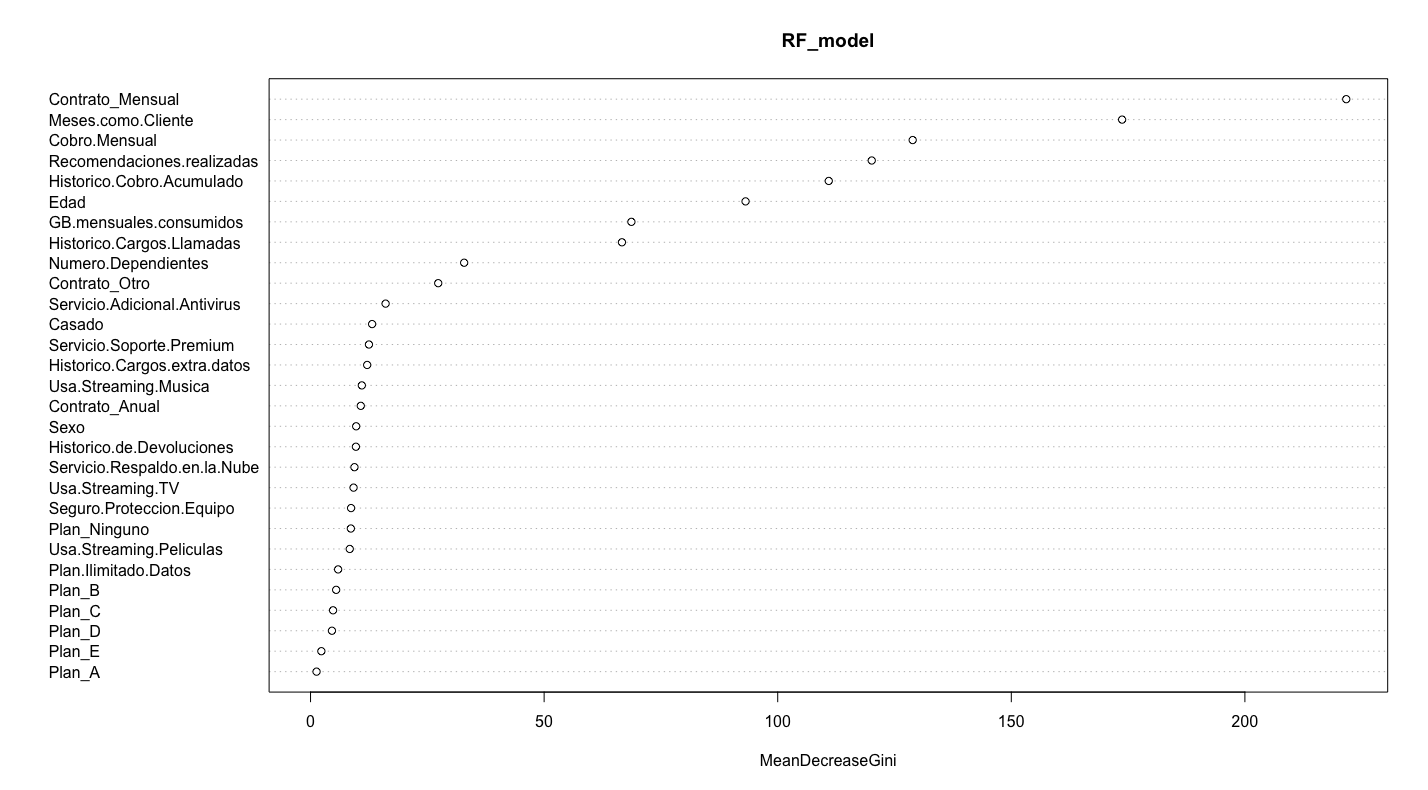 RF_model
Contrato_Mensual
Meses.como.Cliente
Cobro.Mensual
Recomendaciones.realizadas
Historico.Cobro.Acumulado
Edad
GB.mensuales.consumidos
Historico.Cargos.Llamadas
Numero.Dependientes
Contrato_Otro
Servicio.Adicional.Antivirus
Casado
Servicio.Soporte.Premium
Historico.Cargos.extra.datos
Usa.Streaming.Musica
Contrato_Anual
Sexo
Historico.de.Devoluciones
Servicio.Respaldo.en.la.Nube
Usa.Streaming.TV
Seguro.Proteccion.Equipo
Plan_Ninguno
Usa.Streaming.Peliculas
Plan.Ilimitado.Datos
Plan_B
Plan_C
Plan_D
Plan_E
Plan_A
0 50 100 150 200
MeanDecreaseGini